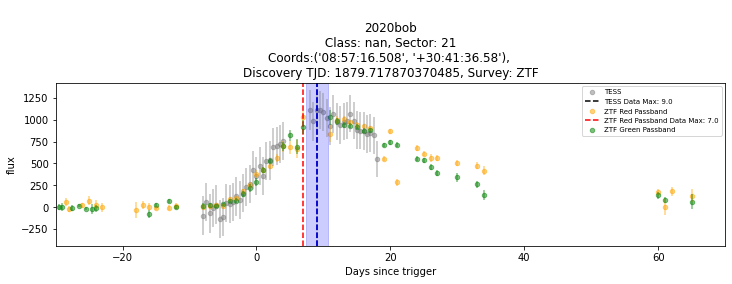 2020bob
Class: nan, Sector: 21
Coords:('08:57:16.508', '+30:41:36.58'),
Discovery TJD: 1879.717870370485, Survey: ZTF
TESS
TESS Data Max: 9.0
ZTF Red Passband
ZTF Red Passband Data Max: 7.0
ZTF Green Passband
flux
1250
1000
750
500
250
0
−250
−20
0
20
40
60
Days since trigger